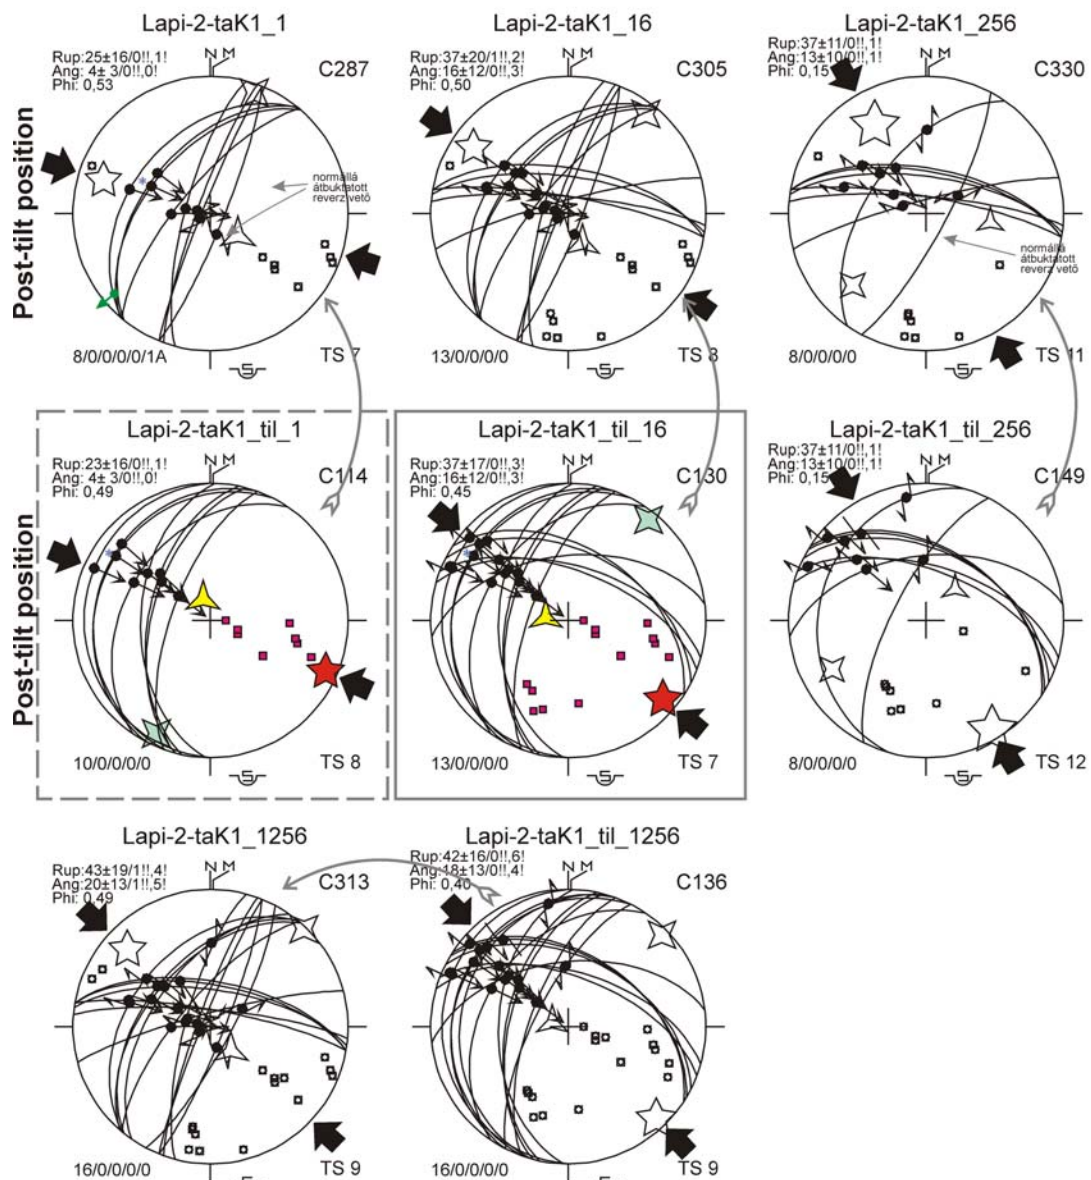 Lapi-2-taK1_1
Rup:25±16/0!!,1!
Ang: 4± 3/0!!,0!
Phi: 0,53
N M
C287
normállá
átbuktatott
reverz vető
8/0/0/0/0/1A
S
TS 7
Lapi-2-taK1_16
Rup:37±20/1!!,2!
Ang:16±12/0!!,3!
Phi: 0,50
N M
C305
13/0/0/0/0
S
TS 8
Lapi-2-taK1_256
Rup:37±11/0!!,1!
Ang:13±10/0!!,1!
Phi: 0,15
N M
C330
normállá
átbuktatott
reverz vető
8/0/0/0/0
S
TS 11
Post-tilt position
Lapi-2-taK1_til_1
Rup:23±16/0!!,1!
Ang: 4± 3/0!!,0!
Phi: 0,49
N M
C114
10/0/0/0/0
S
TS 8
Lapi-2-taK1_til_16
Rup:37±17/0!!,3!
Ang:16±12/0!!,3!
Phi: 0,45
N M
C130
13/0/0/0/0
S
TS 7
Lapi-2-taK1_til_256
Rup:37±11/0!!,1!
Ang:13±10/0!!,1!
Phi: 0,15
N M
C149
8/0/0/0/0
S
TS 12
Post-tilt position
Lapi-2-taK1_1256
Rup:43±19/1!!,4!
Ang:20±13/1!!,5!
Phi: 0,49
N M
C313
16/0/0/0/0
TS 9
Lapi-2-taK1_til_1256
Rup:42±16/0!!,6!
Ang:18±13/0!!,4!
Phi: 0,40
N M
C136
16/0/0/0/0
TS 9